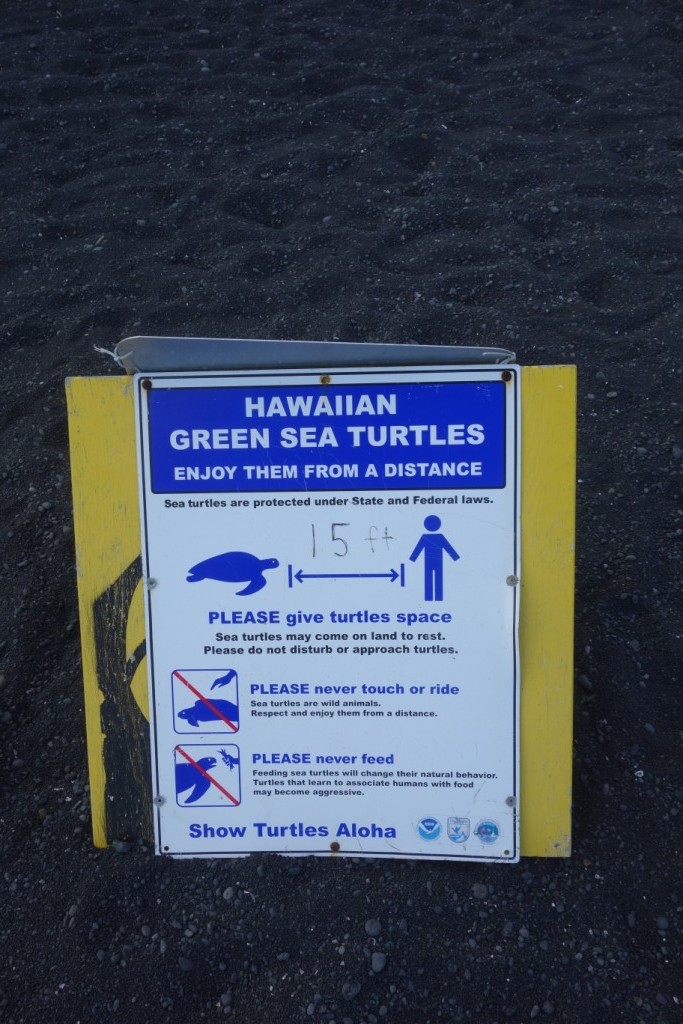 HAWAIIAN
GREEN SEA TURTLES
ENJOY THEM FROM A DISTANCE
Sea turtles are protected under State and Federal laws.
15 ft
PLEASE give turtles space
Sea turtles may come on land to rest.
Please do not disturb or approach turtles.
PLEASE never touch or ride
Sea turtles are wild animals.
Respect and enjoy them from a distance.
PLEASE never feed
Feeding sea turtles will change their natural behavior.
Turtles that learn to associate humans with food
may become aggressive.
Show Turtles Aloha